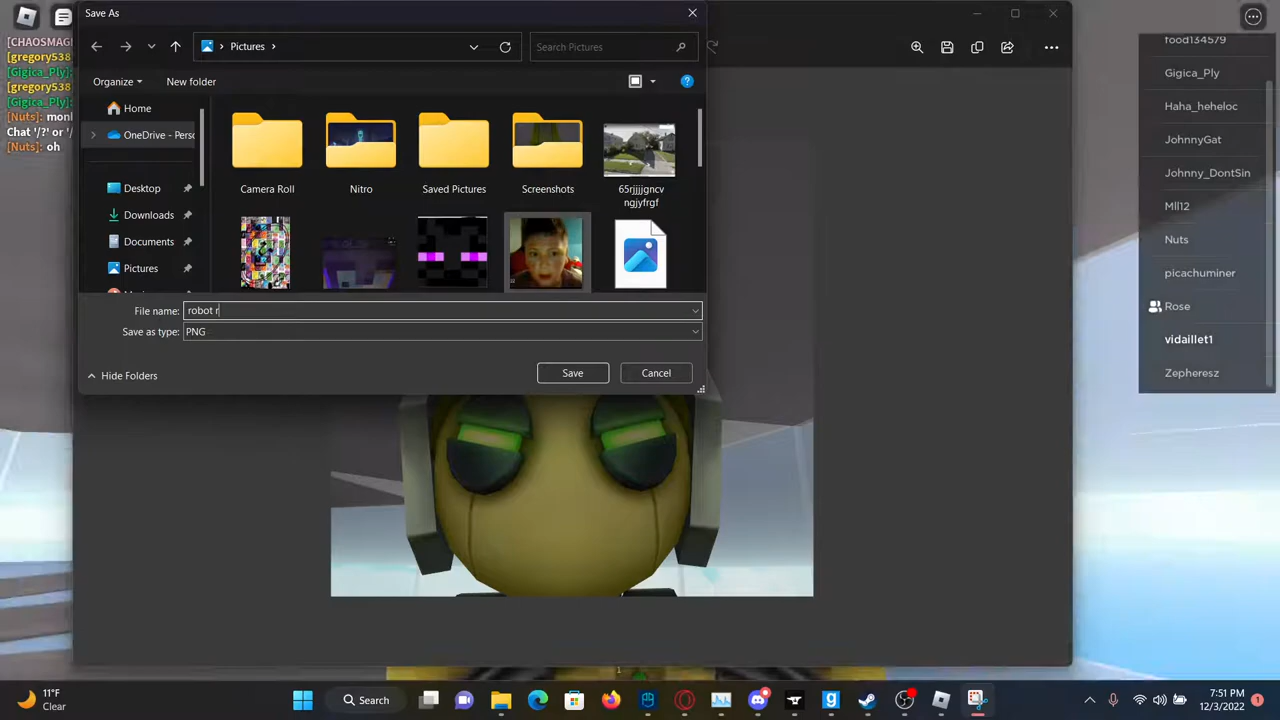 Save As
[CHAOSMAG
[gregory538
[Gigica_Ply]:
[gregory538
[Gigica_Ply]:
[Nuts]:
Chat '/?' or '/
[Nuts]: oh
Pictures
Search Pictures
Organize
New folder
Home
OneDrive - Perso
Desktop
Downloads
Documents
Pictures
Camera Roll
Nitro
Saved Pictures
Screenshots
65rjjjjgncv
ngjyfrgf
File name:
robot r
Save as type:
PNG
Hide Folders
Save
Cancel
food134579
Gigica_Ply
Haha_heheloc
JohnnyGat
Johnny_DontSin
Mll12
Nuts
picachuminer
Rose
vidaillet1
Zepheresz
11°F
Clear
Search
7:51 PM
12/3/2022
1